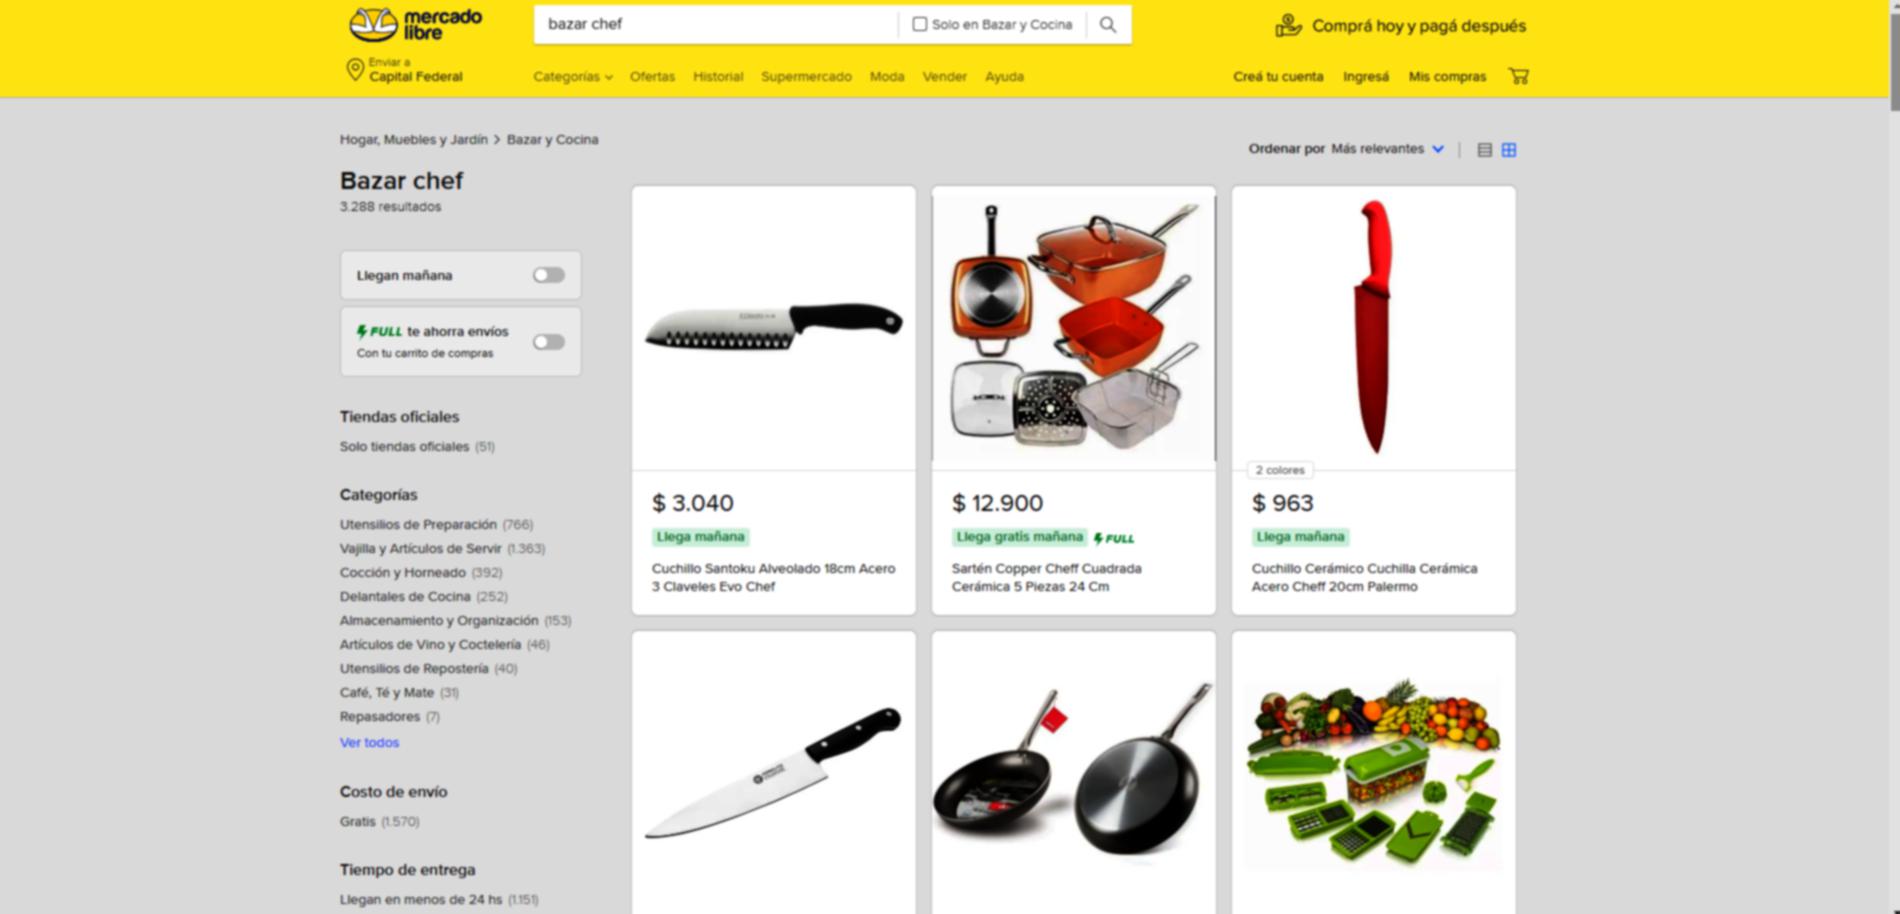 mercado
libre
bazar chef
Solo en Bazar y Cocina
Comprá hoy y pagá después
Enviar a
Capital Federal
Categorías
Ofertas
Historial
Supermercado
Moda
Vender
Ayuda
Creá tu cuenta
Ingresá
Mis compras
Hogar, Muebles y Jardín > Bazar y Cocina
Ordenar por Más relevantes
Bazar chef
3.288 resultados
Llegan mañana
FULL te ahorra envíos
Con tu carrito de compras
Tiendas oficiales
Solo tiendas oficiales (51)
Categorías
Utensilios de Preparación (766)
Vajilla y Artículos de Servir (1.363)
Cocción y Horneado (392)
Delantales de Cocina (252)
Almacenamiento y Organización (153)
Artículos de Vino y Coctelería (46)
Utensilios de Repostería (40)
Café, Té y Mate (31)
Repasadores (7)
Ver todos
Costo de envío
Gratis (1.570)
Tiempo de entrega
Llegan en menos de 24 hs (1.151)
$ 3.040
Llega mañana
Cuchillo Santoku Alveolado 18cm Acero
3 Claveles Evo Chef
$ 12.900
Llega gratis mañana FULL
Sartén Copper Cheff Cuadrada
Cerámica 5 Piezas 24 Cm
2 colores
$ 963
Llega mañana
Cuchillo Cerámico Cuchilla Cerámica
Acero Cheff 20cm Palermo